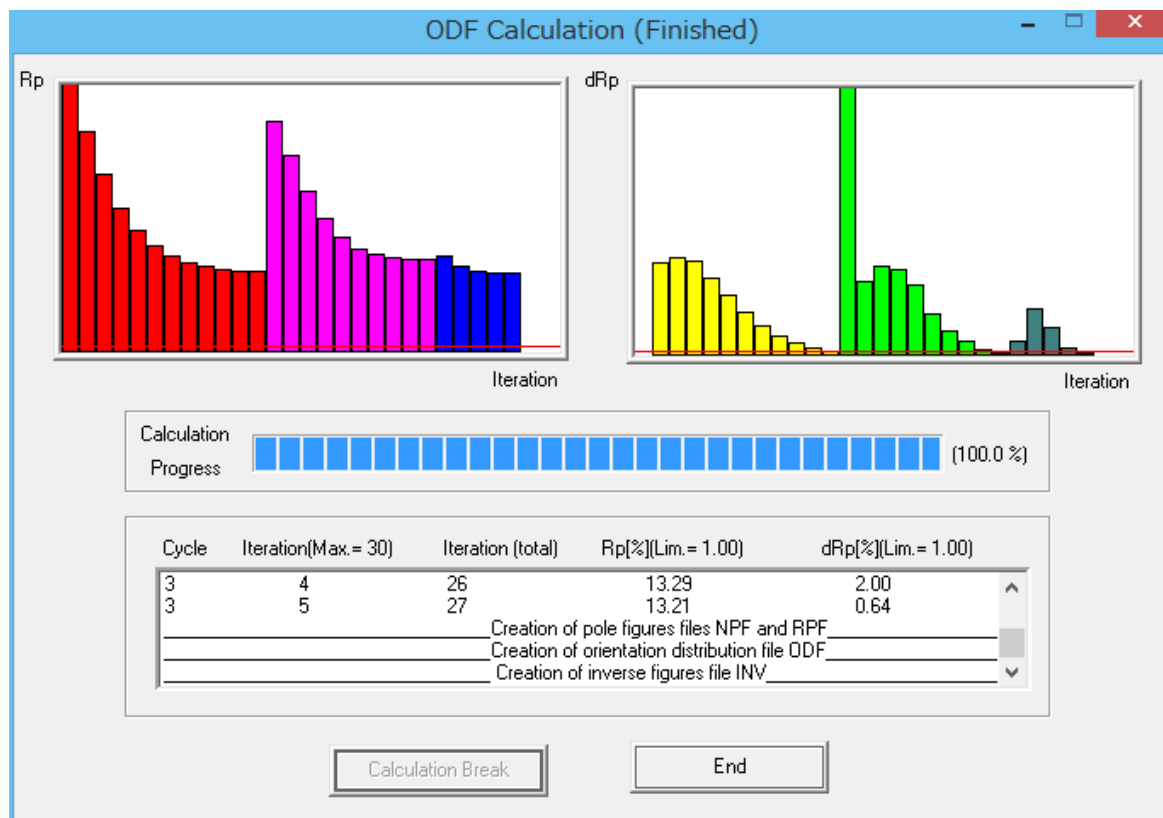 ODF Calculation (Finished)
Rp
dRp
Iteration
Iteration
Calculation
Progress
(100.0 %)
Cycle Iteration(Max.= 30) Iteration (total) Rp[%](Lim.= 1.00) dRp[%](Lim.= 1.00)
3 4 26 13.29 2.00
3 5 27 13.21 0.64
Creation of pole figures files NPF and RPF
Creation of orientation distribution file ODF
Creation of inverse figures file INV
Calculation Break
End